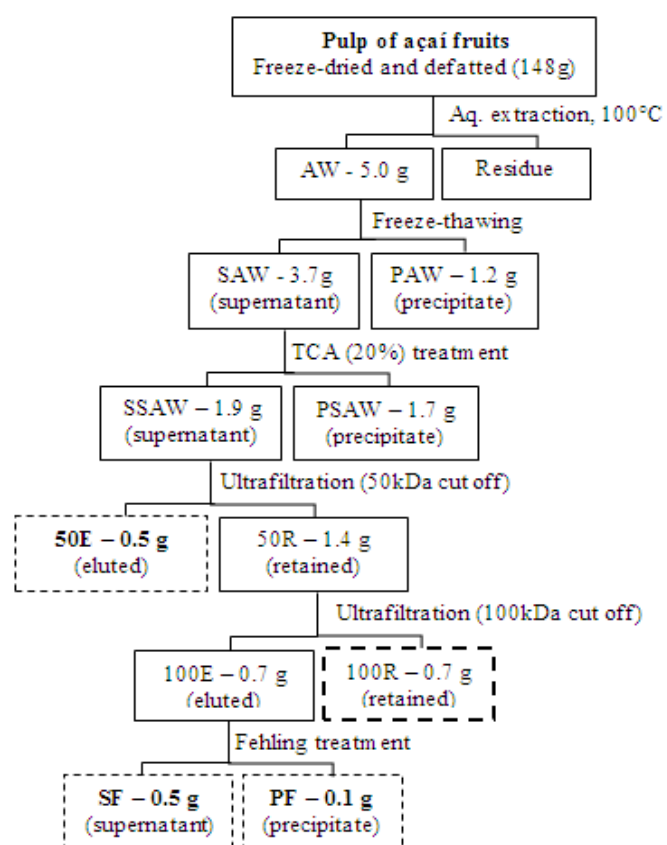 Pulp of açaí fruits
Freeze-dried and defatted (148g)
Aq. extraction, 100°C
AW - 5.0 g
Residue
Freeze-thawing
SAW - 3.7g
(supernatant)
PAW – 1.2 g
(precipitate)
TCA (20%) treatment
SSAW – 1.9 g
(supernatant)
PSAW – 1.7 g
(precipitate)
Ultrafiltration (50kDa cut off)
50E – 0.5 g
(eluted)
50R – 1.4 g
(retained)
Ultrafiltration (100kDa cut off)
100E – 0.7 g
(eluted)
100R – 0.7 g
(retained)
Fehling treatment
SF – 0.5 g
(supernatant)
PF – 0.1 g
(precipitate)